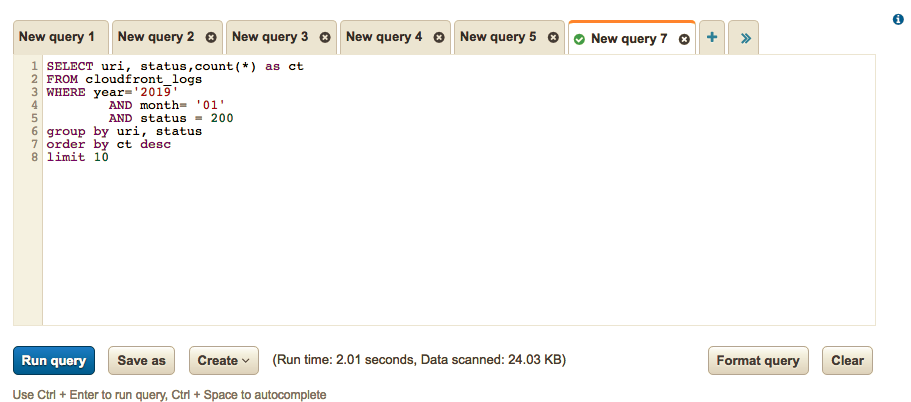 New query 1 New query 2 New query 3 New query 4 New query 5 New query 7 + »
1 SELECT uri, status,count(*) as ct
2 FROM cloudfront_logs
3 WHERE year='2019'
4 AND month= '01'
5 AND status = 200
6 group by uri, status
7 order by ct desc
8 limit 10
Run query Save as Create (Run time: 2.01 seconds, Data scanned: 24.03 KB) Format query Clear
Use Ctrl + Enter to run query, Ctrl + Space to autocomplete